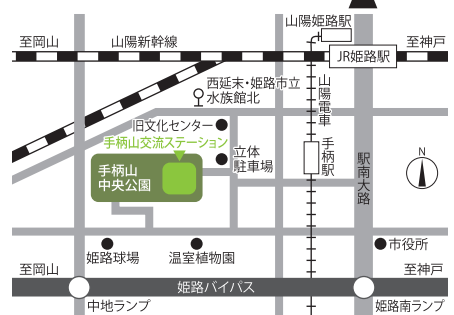 山陽姫路駅
至岡山
山陽新幹線
JR姫路駅
至神戸
西延末・姫路市立
水族館北
山陽電車
旧文化センター
手柄山交流ステーション
立体
駐車場
手柄駅
駅南大路
N
手柄山
中央公園
姫路球場
温室植物園
市役所
至岡山
姫路バイパス
至神戸
中地ランプ
姫路南ランプ